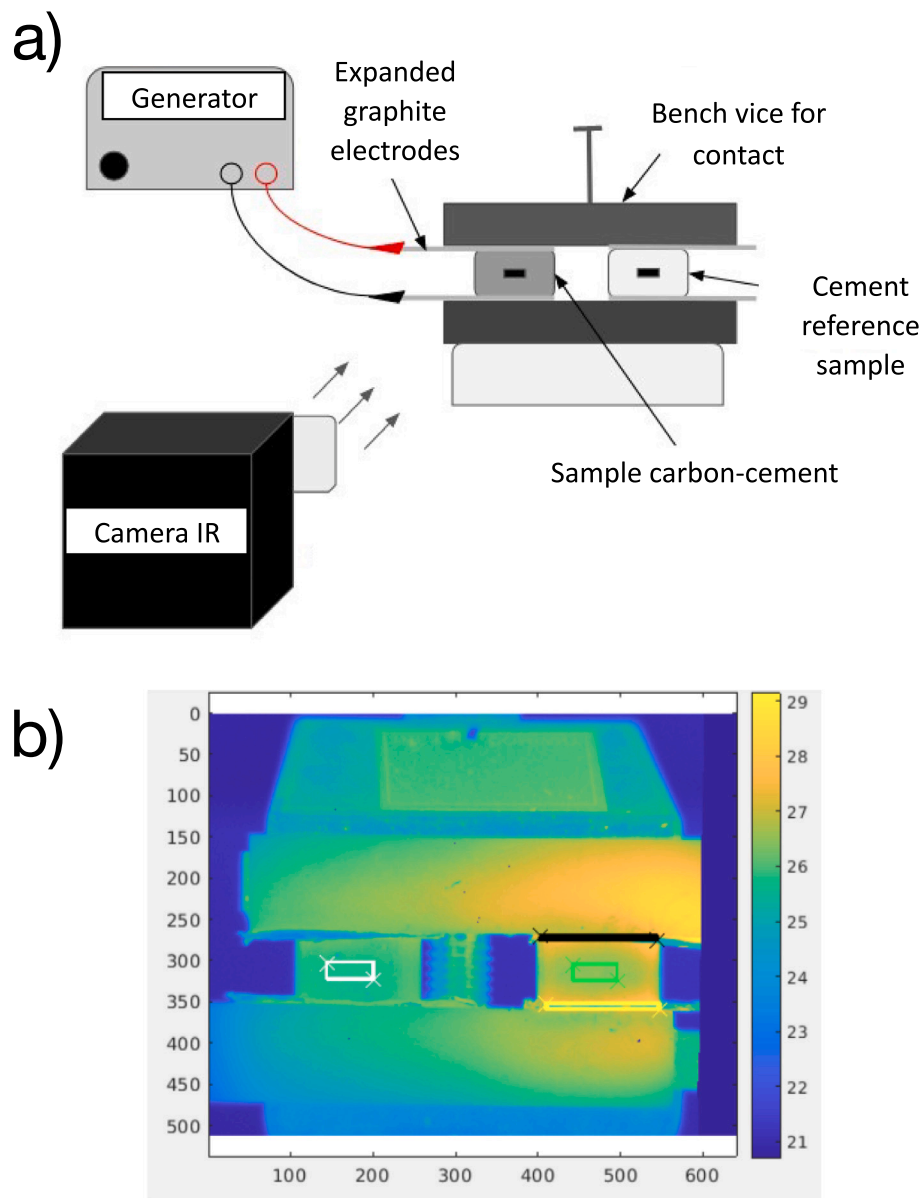 a)
Generator
Expanded
graphite
electrodes
Bench vice for
contact
Cement
reference
sample
Sample carbon-cement
Camera IR
b)
0
50
100
150
200
250
300
350
400
450
500
100
200
300
400
500
600
29
28
27
26
25
24
23
22
21